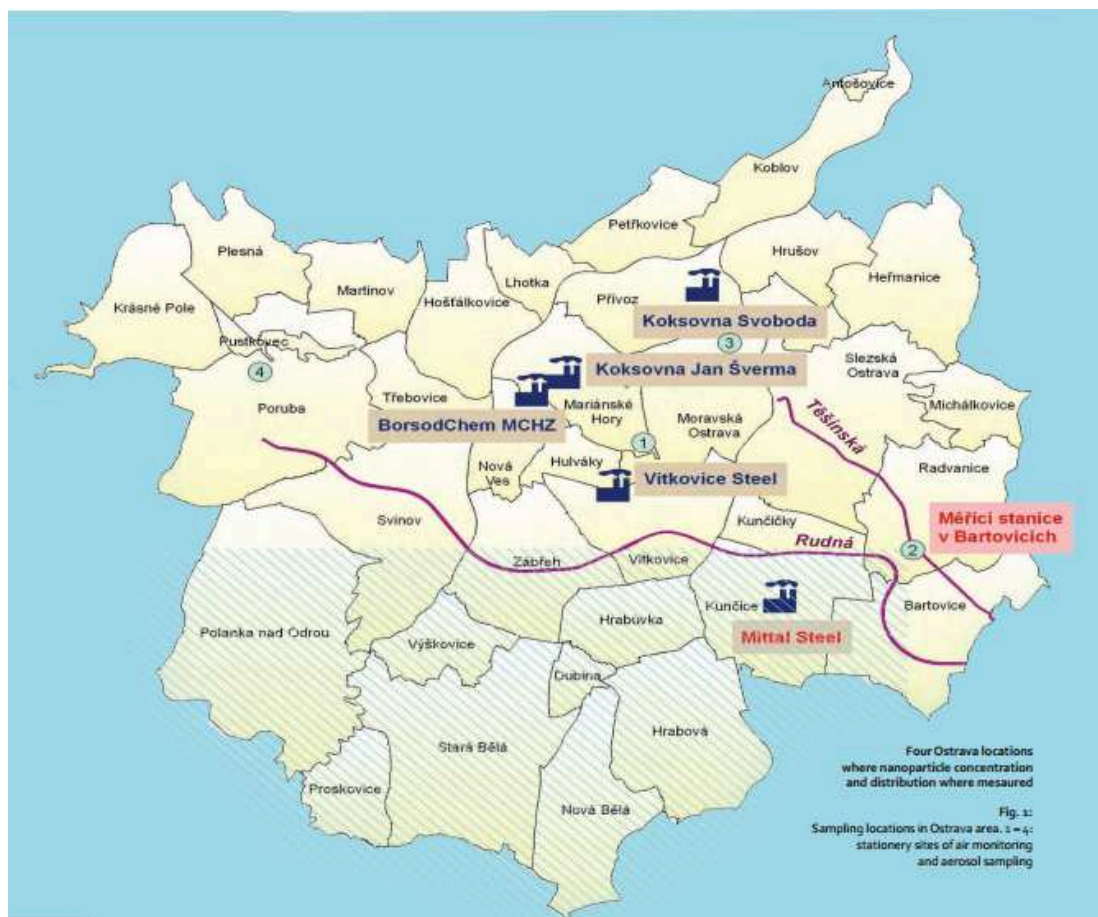 Antošovice
Koblov
Petřkovice
Hrušov
Plesná
Heřmanice
Lhotka
Martinov
Hošťálkovice
Přívoz
Krásné Pole
Koksovna Svoboda
Pustkovec
3
Slezská
Ostrava
4
Koksovna Jan Šverma
Třebovice
Poruba
Mariánské
Hory
Michálkovice
Moravská
Ostrava
Těšínská
BorsodChem MCHZ
1
Hulváky
Radvanice
Nová
Ves
Vitkovice Steel
Svinov
Kunčičky
Měřící stanice
v Bartovicích
Rudná
2
Zábřeh
Vítkovice
Kunčice
Bartovice
Hrabůvka
Polanka nad Odrou
Výškovice
Mittal Steel
Dubina
Hrabová
Stará Bělá
Proskovice
Nová Bělá
Four Ostrava locations
where nanoparticle concentration
and distribution where mesaured
Fig. 1:
Sampling locations in Ostrava area. 1 – 4:
stationery sites of air monitoring
and aerosol sampling